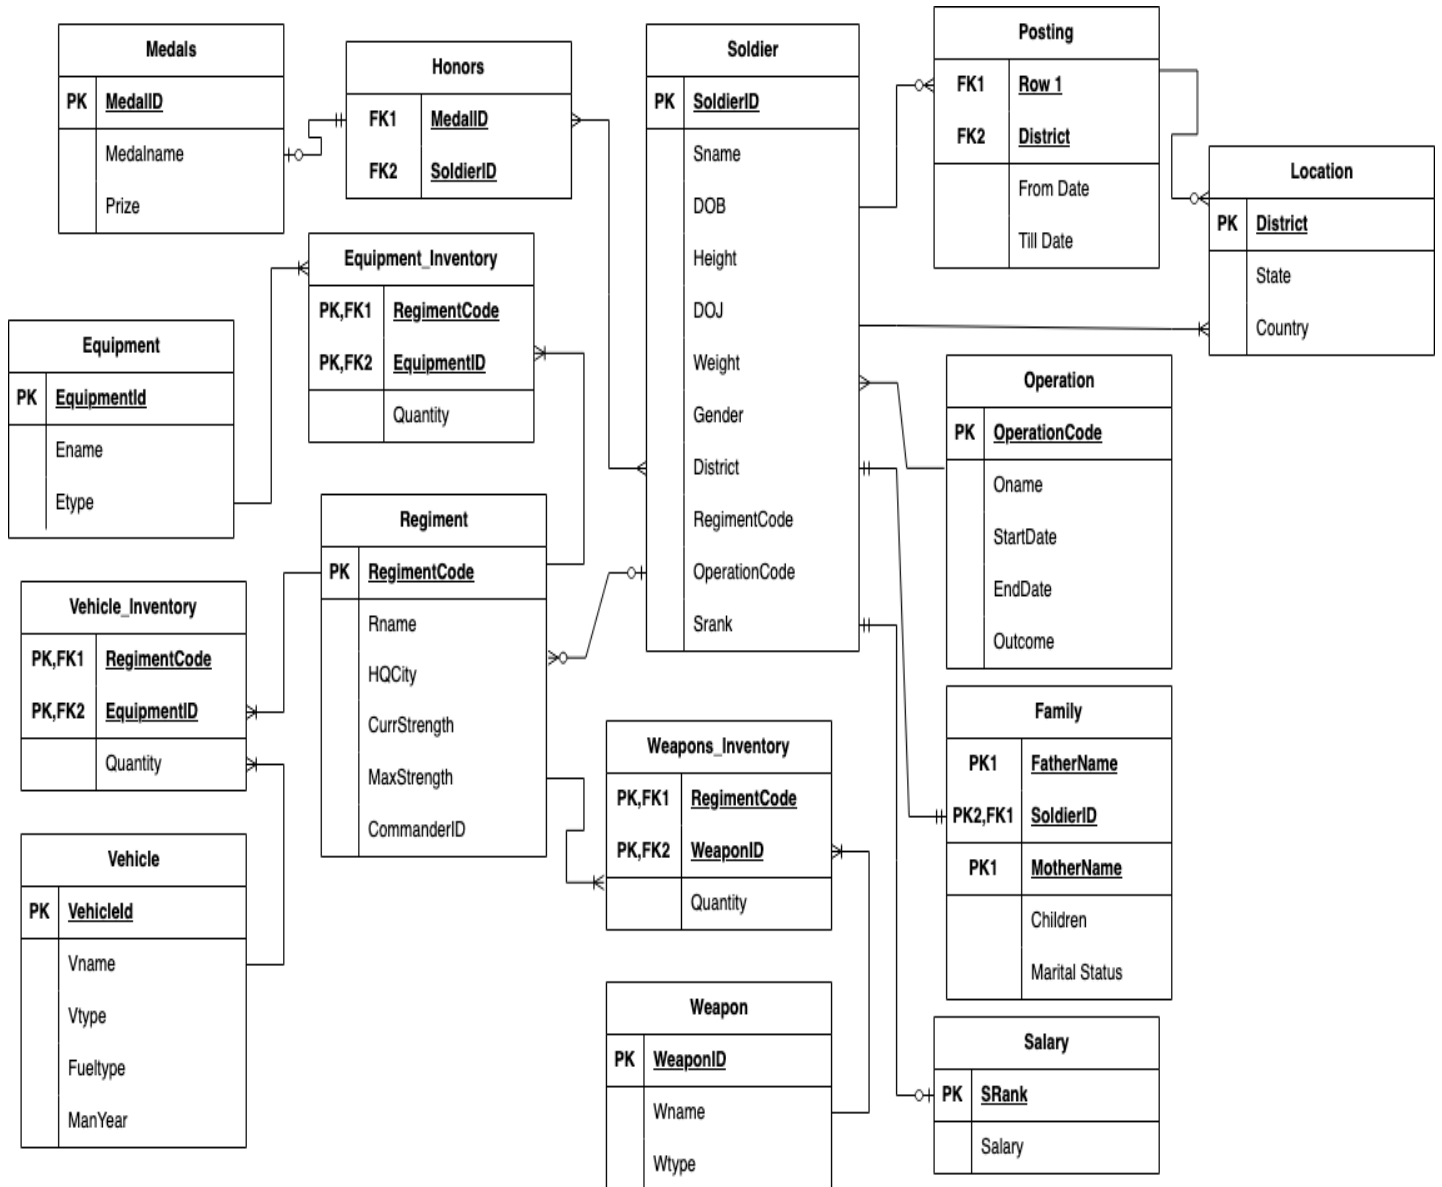 Medals
PK MedalID
Medalname
Prize
Honors
FK1 MedalID
FK2 SoldierID
Soldier
PK SoldierID
Sname
DOB
Height
DOJ
Weight
Gender
District
RegimentCode
OperationCode
Srank
Posting
FK1 Row 1
FK2 District
From Date
Till Date
Location
PK District
State
Country
Equipment_Inventory
PK,FK1 RegimentCode
PK,FK2 EquipmentID
Quantity
Equipment
PK EquipmentId
Ename
Etype
Operation
PK OperationCode
Oname
StartDate
EndDate
Outcome
Regiment
PK RegimentCode
Rname
HQCity
CurrStrength
MaxStrength
CommanderID
Vehicle_Inventory
PK,FK1 RegimentCode
PK,FK2 EquipmentID
Quantity
Family
PK1 FatherName
PK2,FK1 SoldierID
PK1 MotherName
Children
Marital Status
Weapons_Inventory
PK,FK1 RegimentCode
PK,FK2 WeaponID
Quantity
Vehicle
PK VehicleId
Vname
Vtype
Fueltype
ManYear
Weapon
PK WeaponID
Wname
Wtype
Salary
PK SRank
Salary